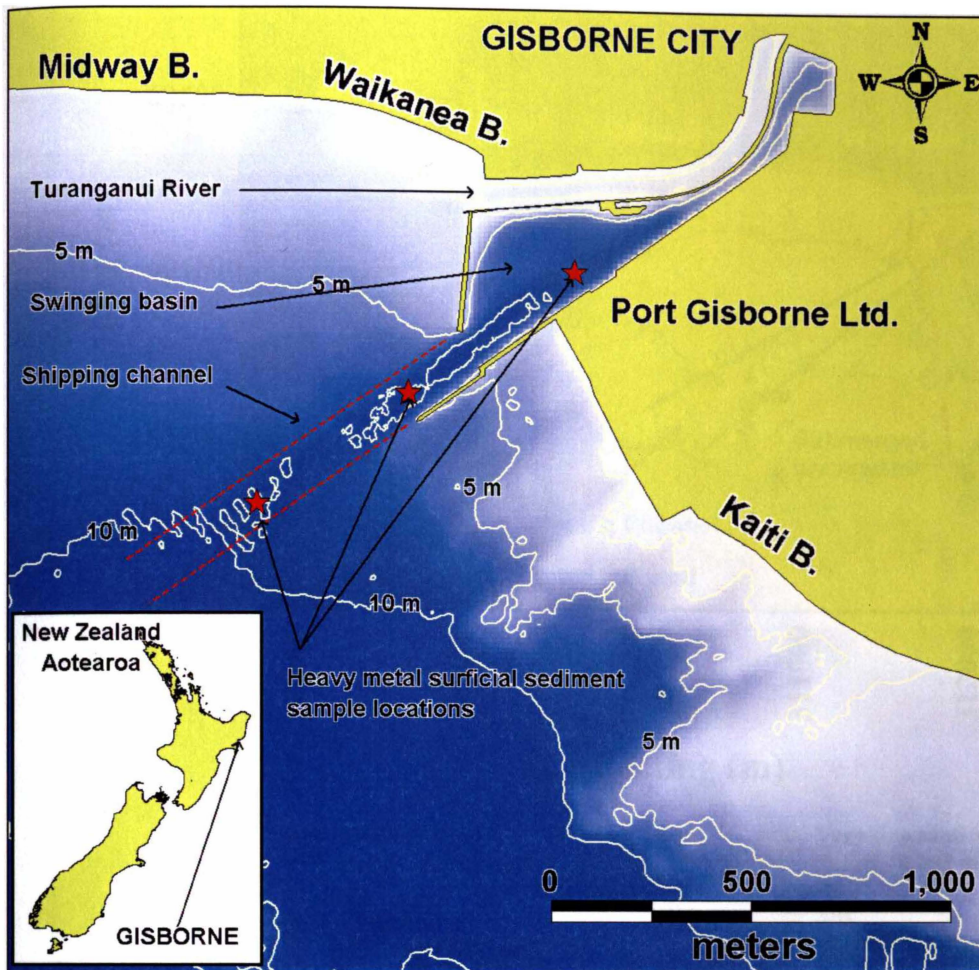 GISBORNE CITY
N
W E
S
Midway B.
Waikanea B.
Turanganui River
5 m
5 m
Swinging basin
Port Gisborne Ltd.
Shipping channel
5 m
10 m
Kaiti B.
10 m
New Zealand
Aotearoa
Heavy metal surficial sediment
sample locations
5 m
0 500 1,000
meters
GISBORNE